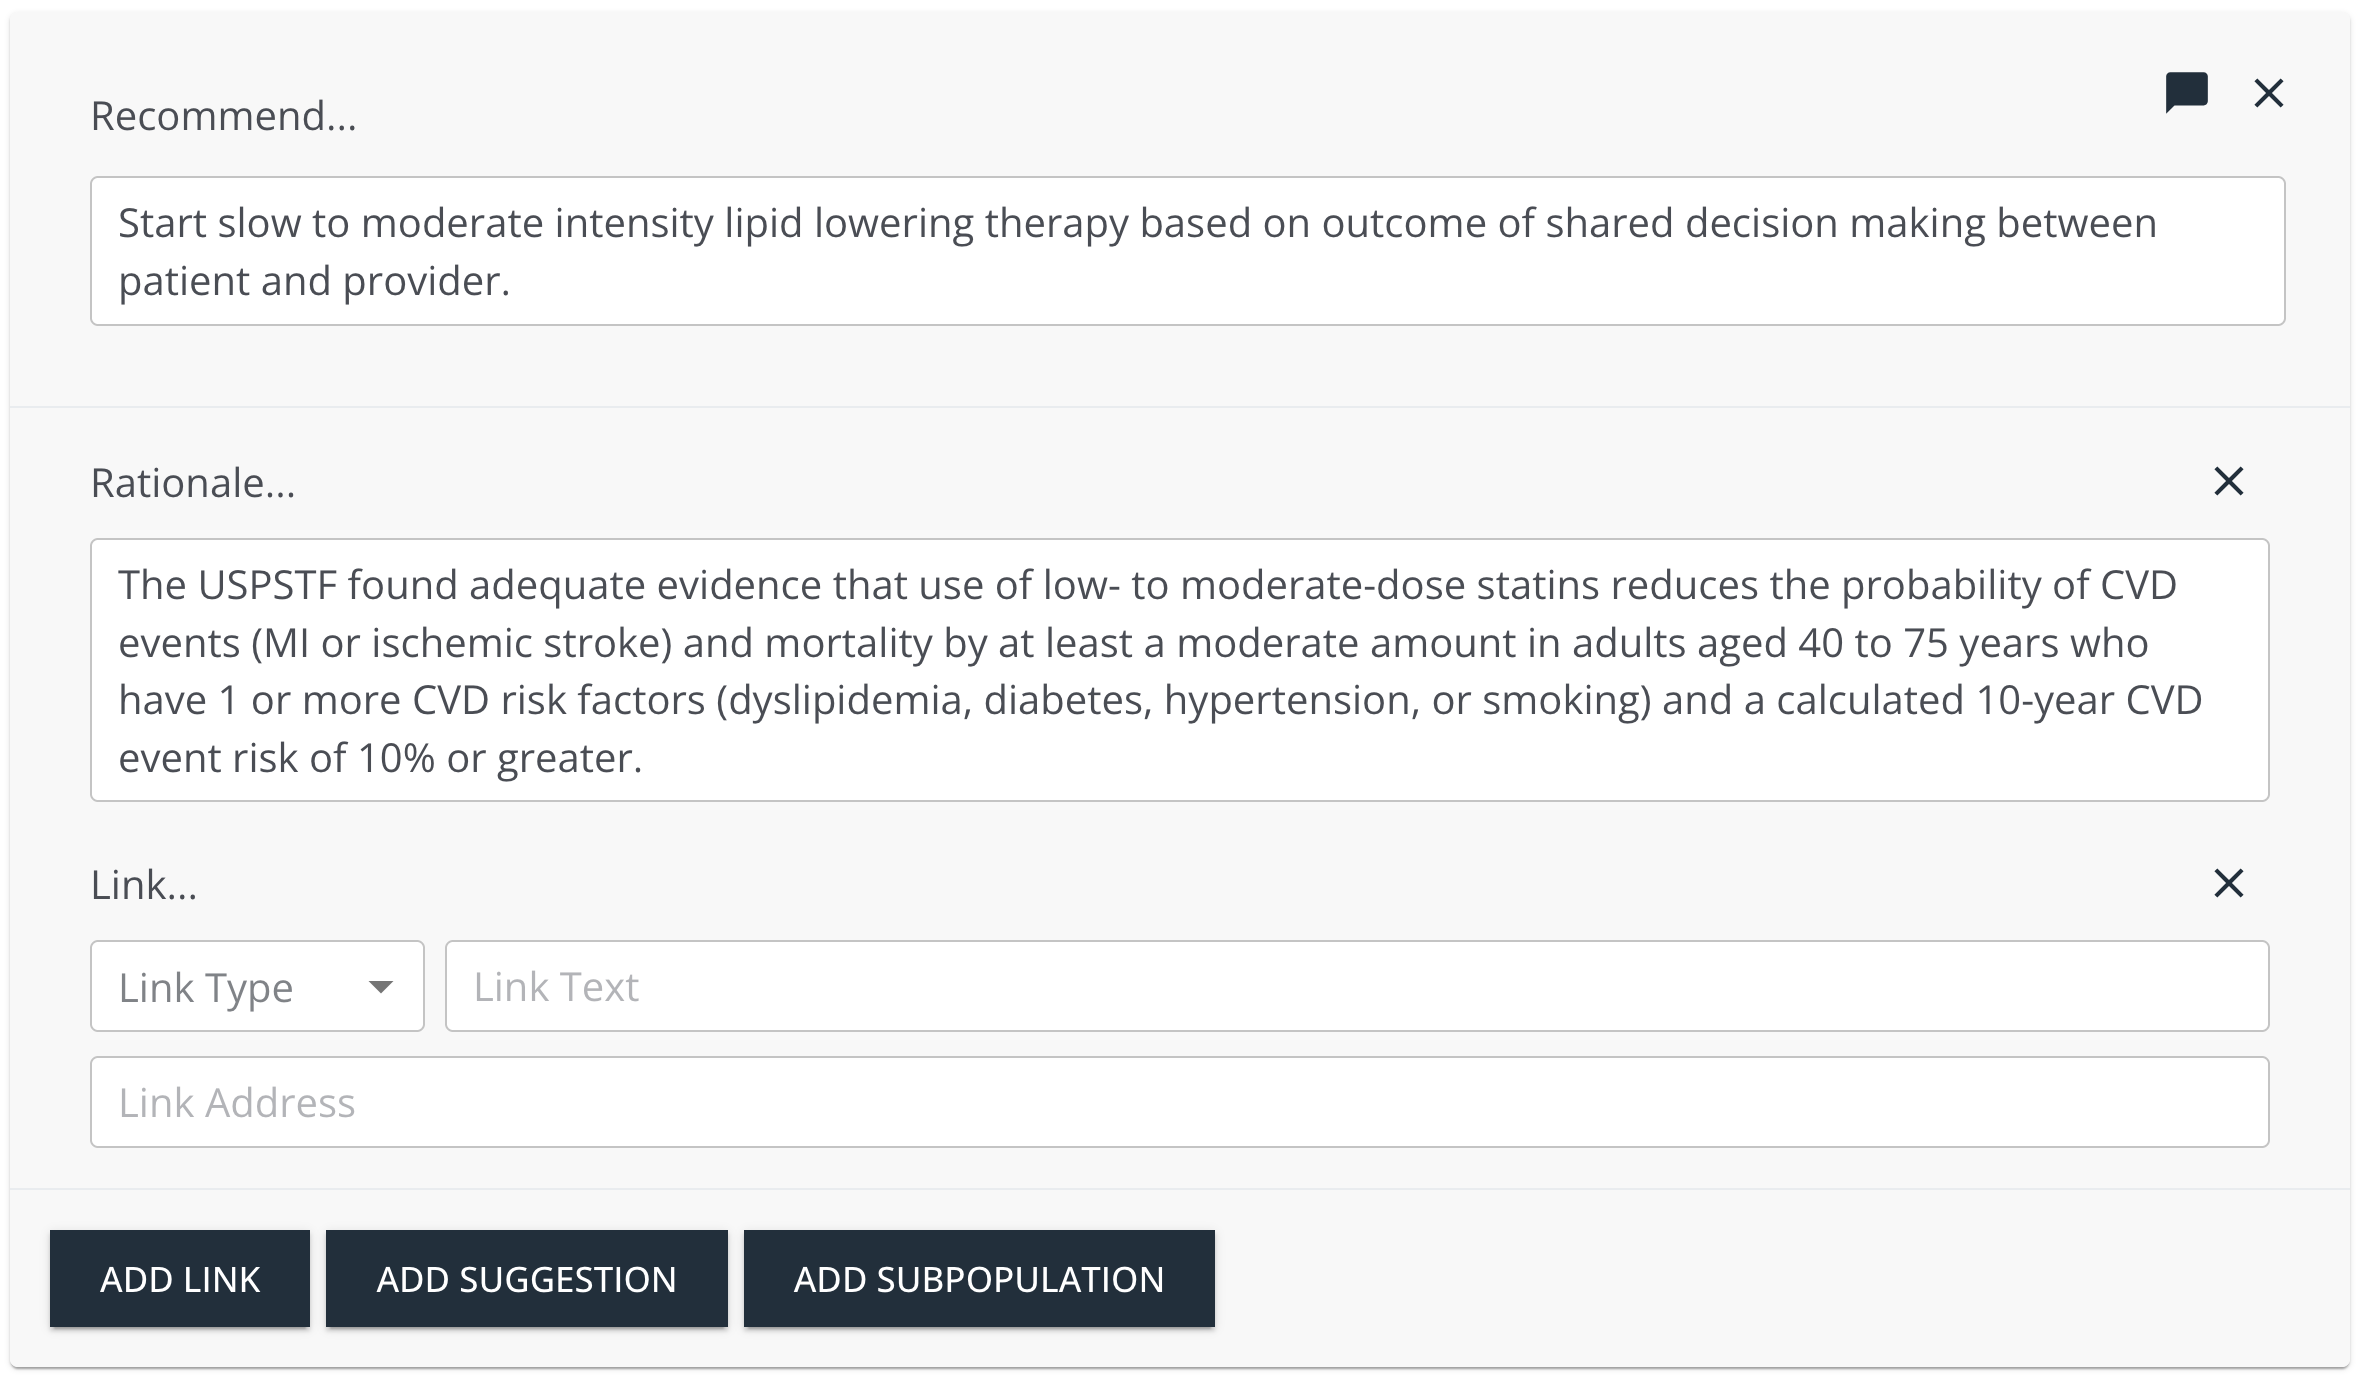 Recommend...
Start slow to moderate intensity lipid lowering therapy based on outcome of shared decision making between
patient and provider.
Rationale...
The USPSTF found adequate evidence that use of low- to moderate-dose statins reduces the probability of CVD
events (MI or ischemic stroke) and mortality by at least a moderate amount in adults aged 40 to 75 years who
have 1 or more CVD risk factors (dyslipidemia, diabetes, hypertension, or smoking) and a calculated 10-year CVD
event risk of 10% or greater.
Link...
Link Type
Link Text
Link Address
ADD LINK
ADD SUGGESTION
ADD SUBPOPULATION